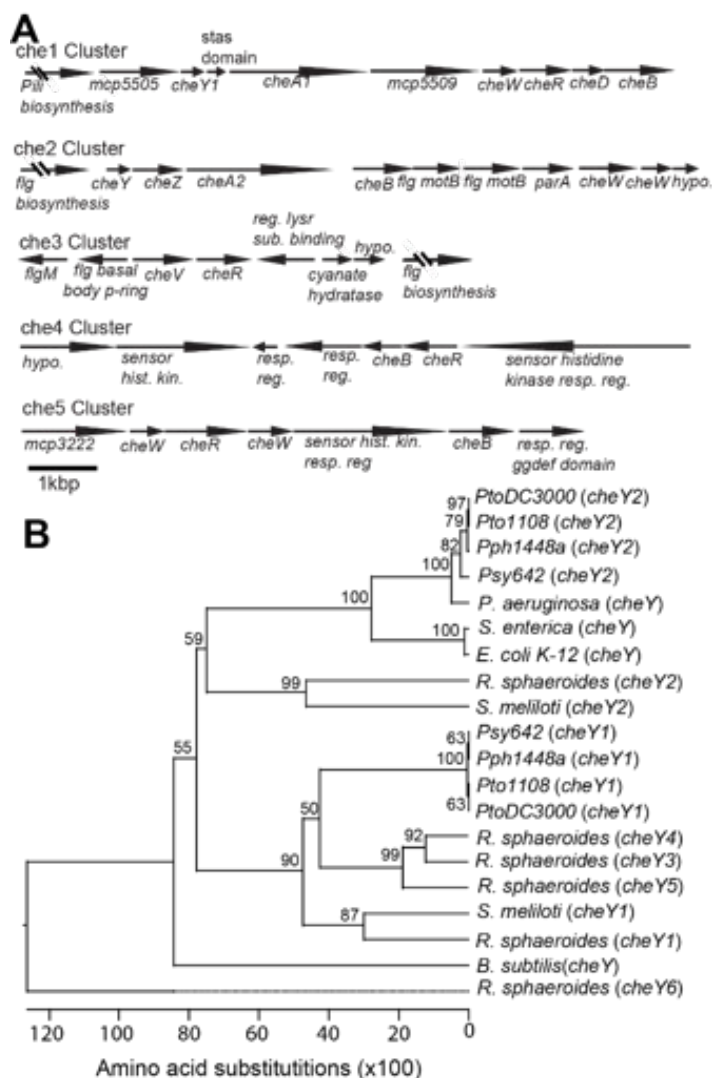 A
che1 Cluster
stas
domain
Pili
biosynthesis
mcp5505
cheY1
cheA1
mcp5509
cheW
cheR
cheD
cheB
che2 Cluster
flg
biosynthesis
cheY
cheZ
cheA2
cheB
flg
motB
flg
motB
parA
cheW
cheW
hypo.
che3 Cluster
reg. lysr
sub. binding
hypo.
flgM
flg basal
body p-ring
cheV
cheR
cyanate
hydratase
flg
biosynthesis
che4 Cluster
hypo.
sensor
hist. kin.
resp.
reg.
resp.
reg.
cheB
cheR
sensor histidine
kinase resp. reg.
che5 Cluster
mcp3222
cheW
cheR
cheW
sensor hist. kin.
resp. reg
cheB
resp. reg.
ggdef domain
1kbp
B
97
PtoDC3000 (cheY2)
79
Pto1108 (cheY2)
82
Pph1448a (cheY2)
100
Psy642 (cheY2)
100
P. aeruginosa (cheY)
100
S. enterica (cheY)
59
E. coli K-12 (cheY)
99
R. sphaeroides (cheY2)
S. meliloti (cheY2)
55
63
Psy642 (cheY1)
100
Pph1448a (cheY1)
Pto1108 (cheY1)
50
63
PtoDC3000 (cheY1)
92
R. sphaeroides (cheY4)
90
99
R. sphaeroides (cheY3)
R. sphaeroides (cheY5)
87
S. meliloti (cheY1)
R. sphaeroides (cheY1)
B. subtilis(cheY)
R. sphaeroides (cheY6)
120 100 80 60 40 20 0
Amino acid substitutitions (x100)